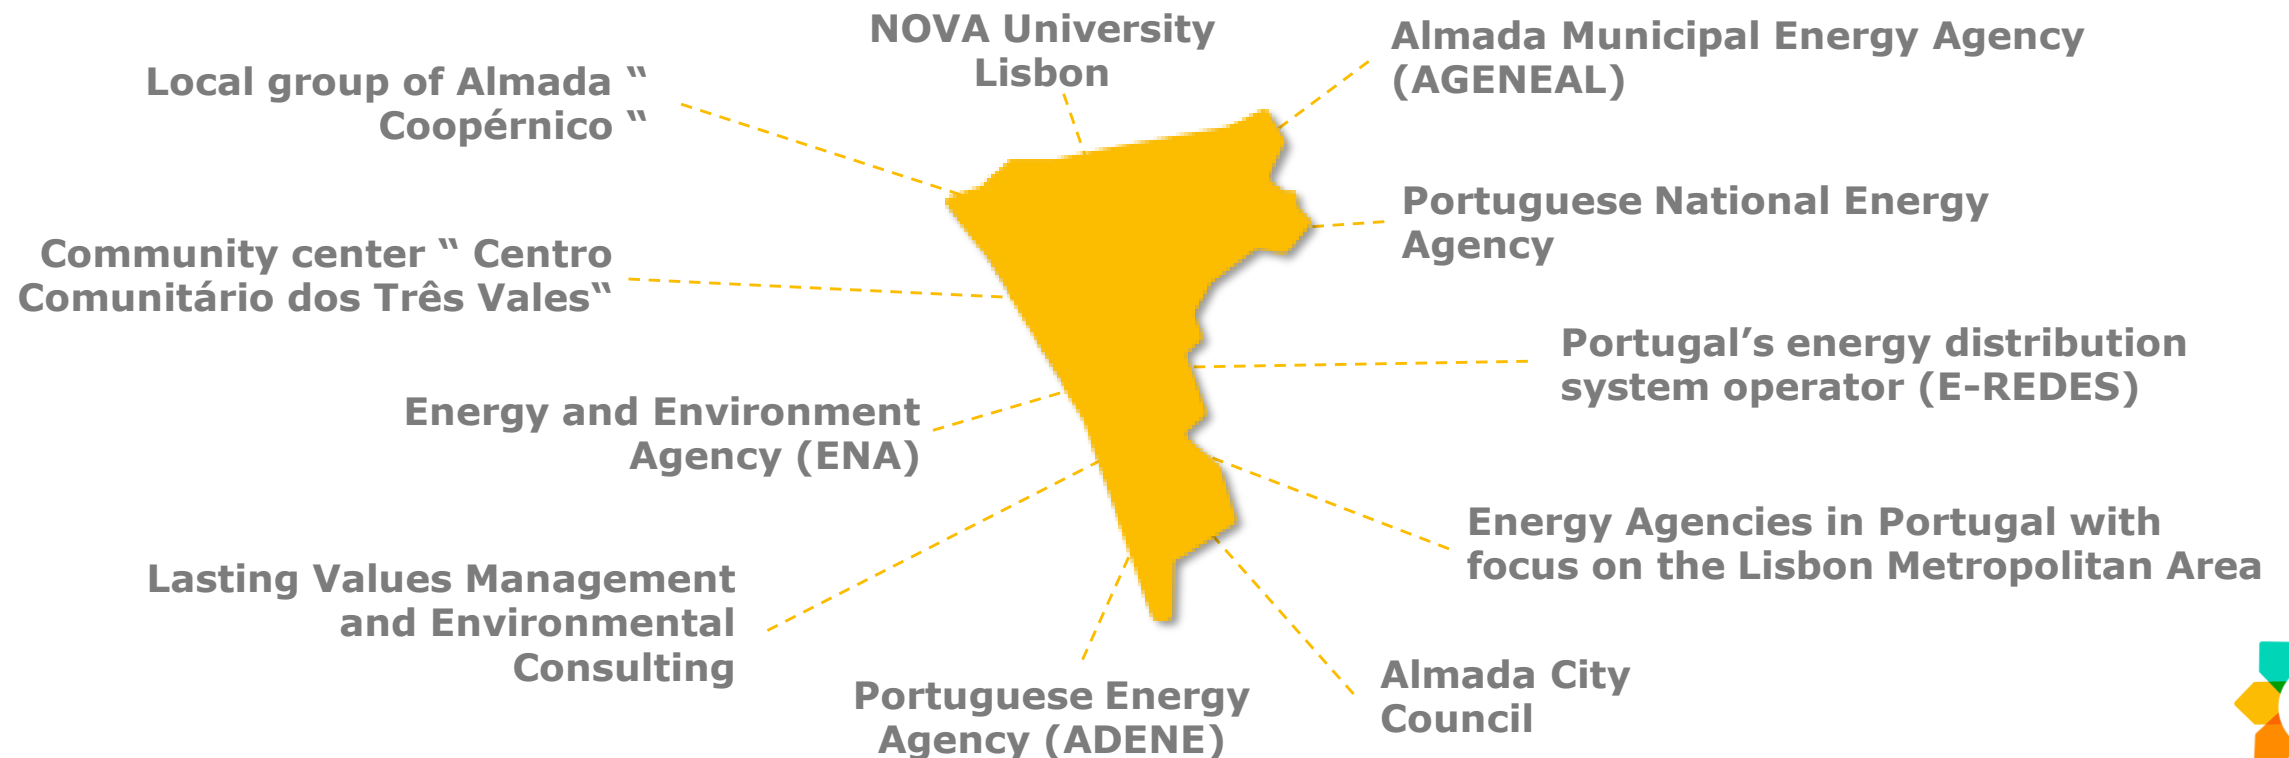 NOVA University
Lisbon
Almada Municipal Energy Agency
(AGENEAL)
Local group of Almada “
Coopérnico “
Portuguese National Energy
Agency
Community center “ Centro
Comunitário dos Três Vales“
Portugal’s energy distribution
system operator (E-REDES)
Energy and Environment
Agency (ENA)
Energy Agencies in Portugal with
focus on the Lisbon Metropolitan Area
Lasting Values Management
and Environmental
Consulting
Almada City
Council
Portuguese Energy
Agency (ADENE)